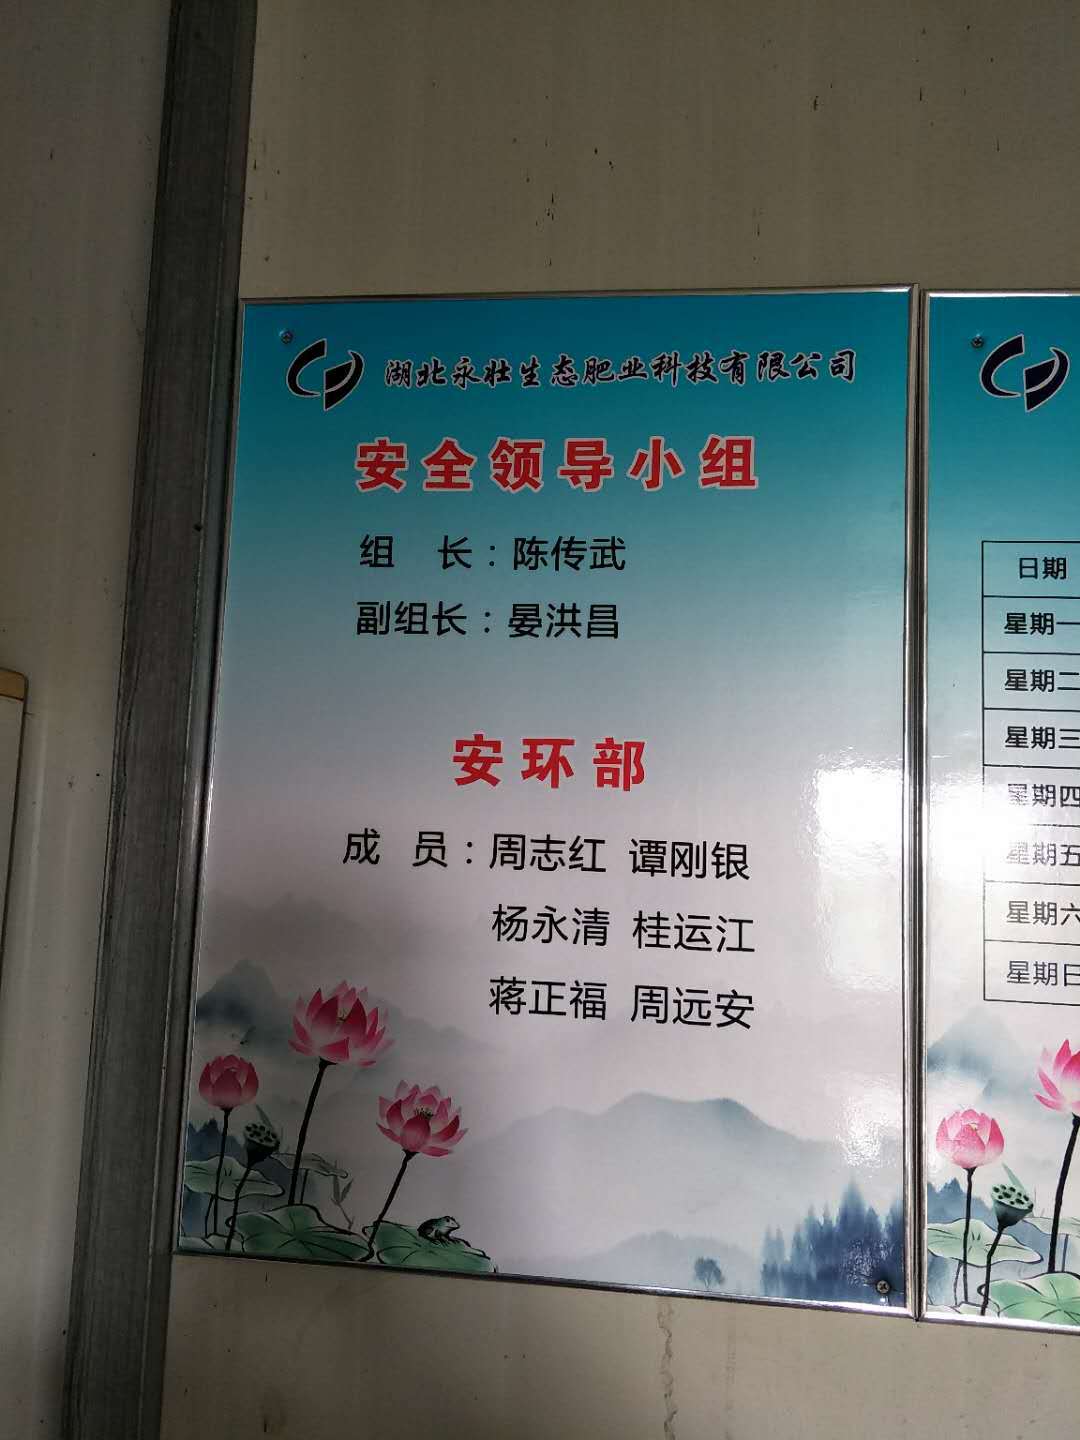 湖北永壮生态肥业科技有限公司
安全领导小组
组 长：陈传武
副组长：晏洪昌
安环部
成 员：周志红 谭刚银
杨永清 桂运江
蒋正福 周远安
日期
星期一
星期二
星期三
星期四
星期五
星期六
星期日